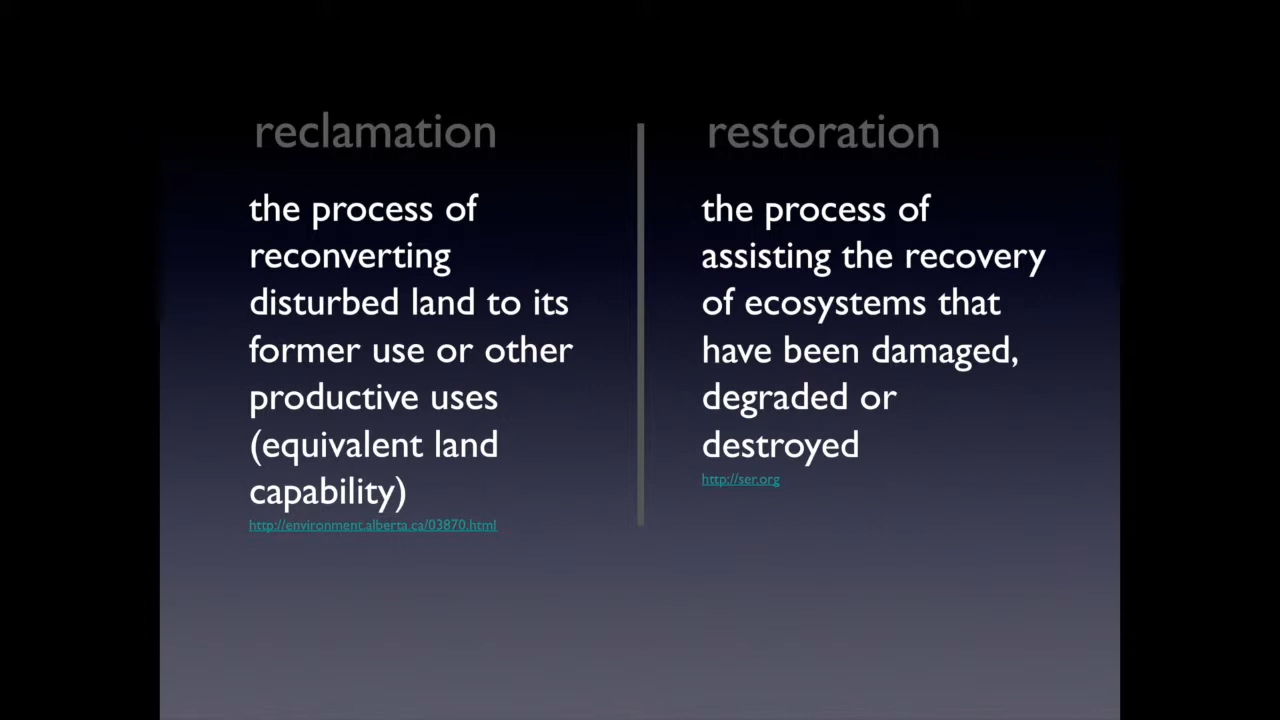 reclamation
the process of
reconverting
disturbed land to its
former use or other
productive uses
(equivalent land
capability)
http://environment.alberta.ca/03870.html
restoration
the process of
assisting the recovery
of ecosystems that
have been damaged,
degraded or
destroyed
http://ser.org